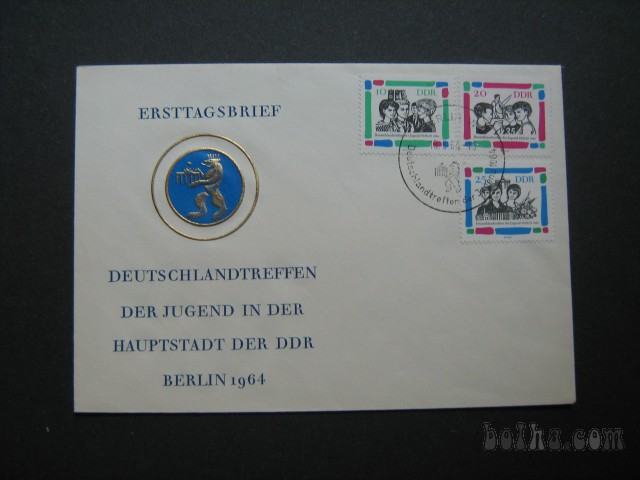 ERSTTAGSBRIEF
DEUTSCHLANDTREFFEN
DER JUGEND IN DER
HAUPTSTADT DER DDR
BERLIN 1964
10 DDR
20 DDR
25 DDR
Deutschlandtreffen der
bolha.com